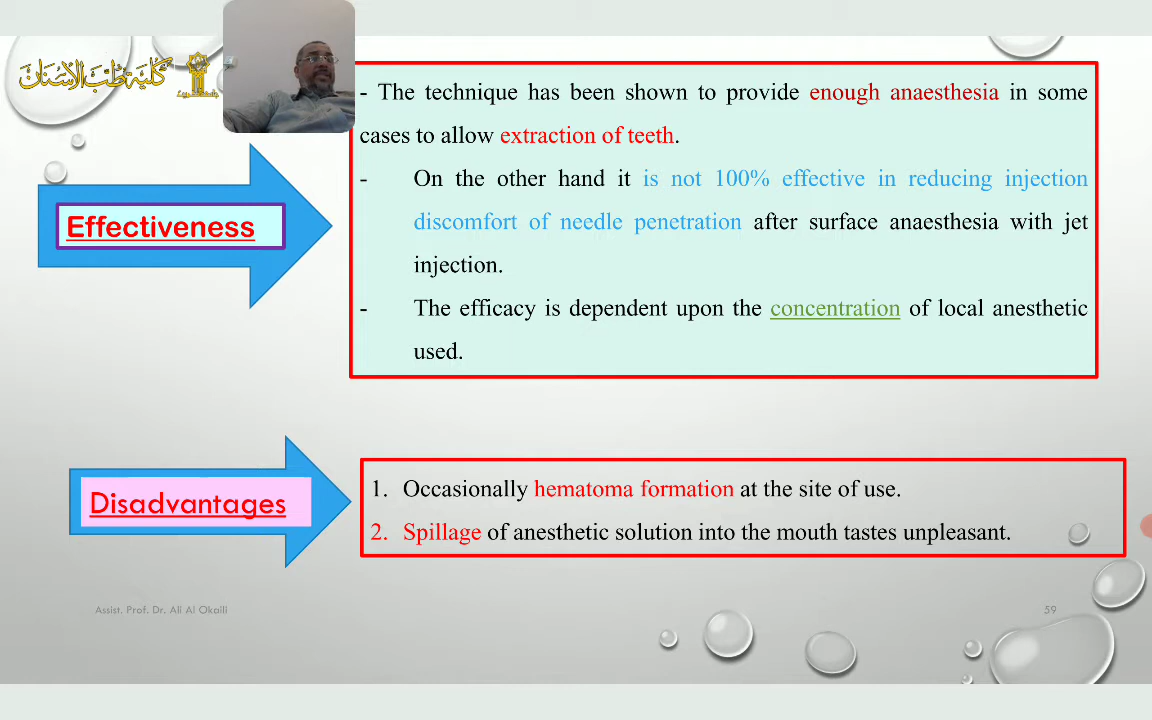 كلية طب الاسنان
- The technique has been shown to provide enough anaesthesia in some
cases to allow extraction of teeth.
- On the other hand it is not 100% effective in reducing injection
discomfort of needle penetration after surface anaesthesia with jet
injection.
- The efficacy is dependent upon the concentration of local anesthetic
used.
Effectiveness
Disadvantages
1. Occasionally hematoma formation at the site of use.
2. Spillage of anesthetic solution into the mouth tastes unpleasant.
Assist. Prof. Dr. Ali Al Okaili
59